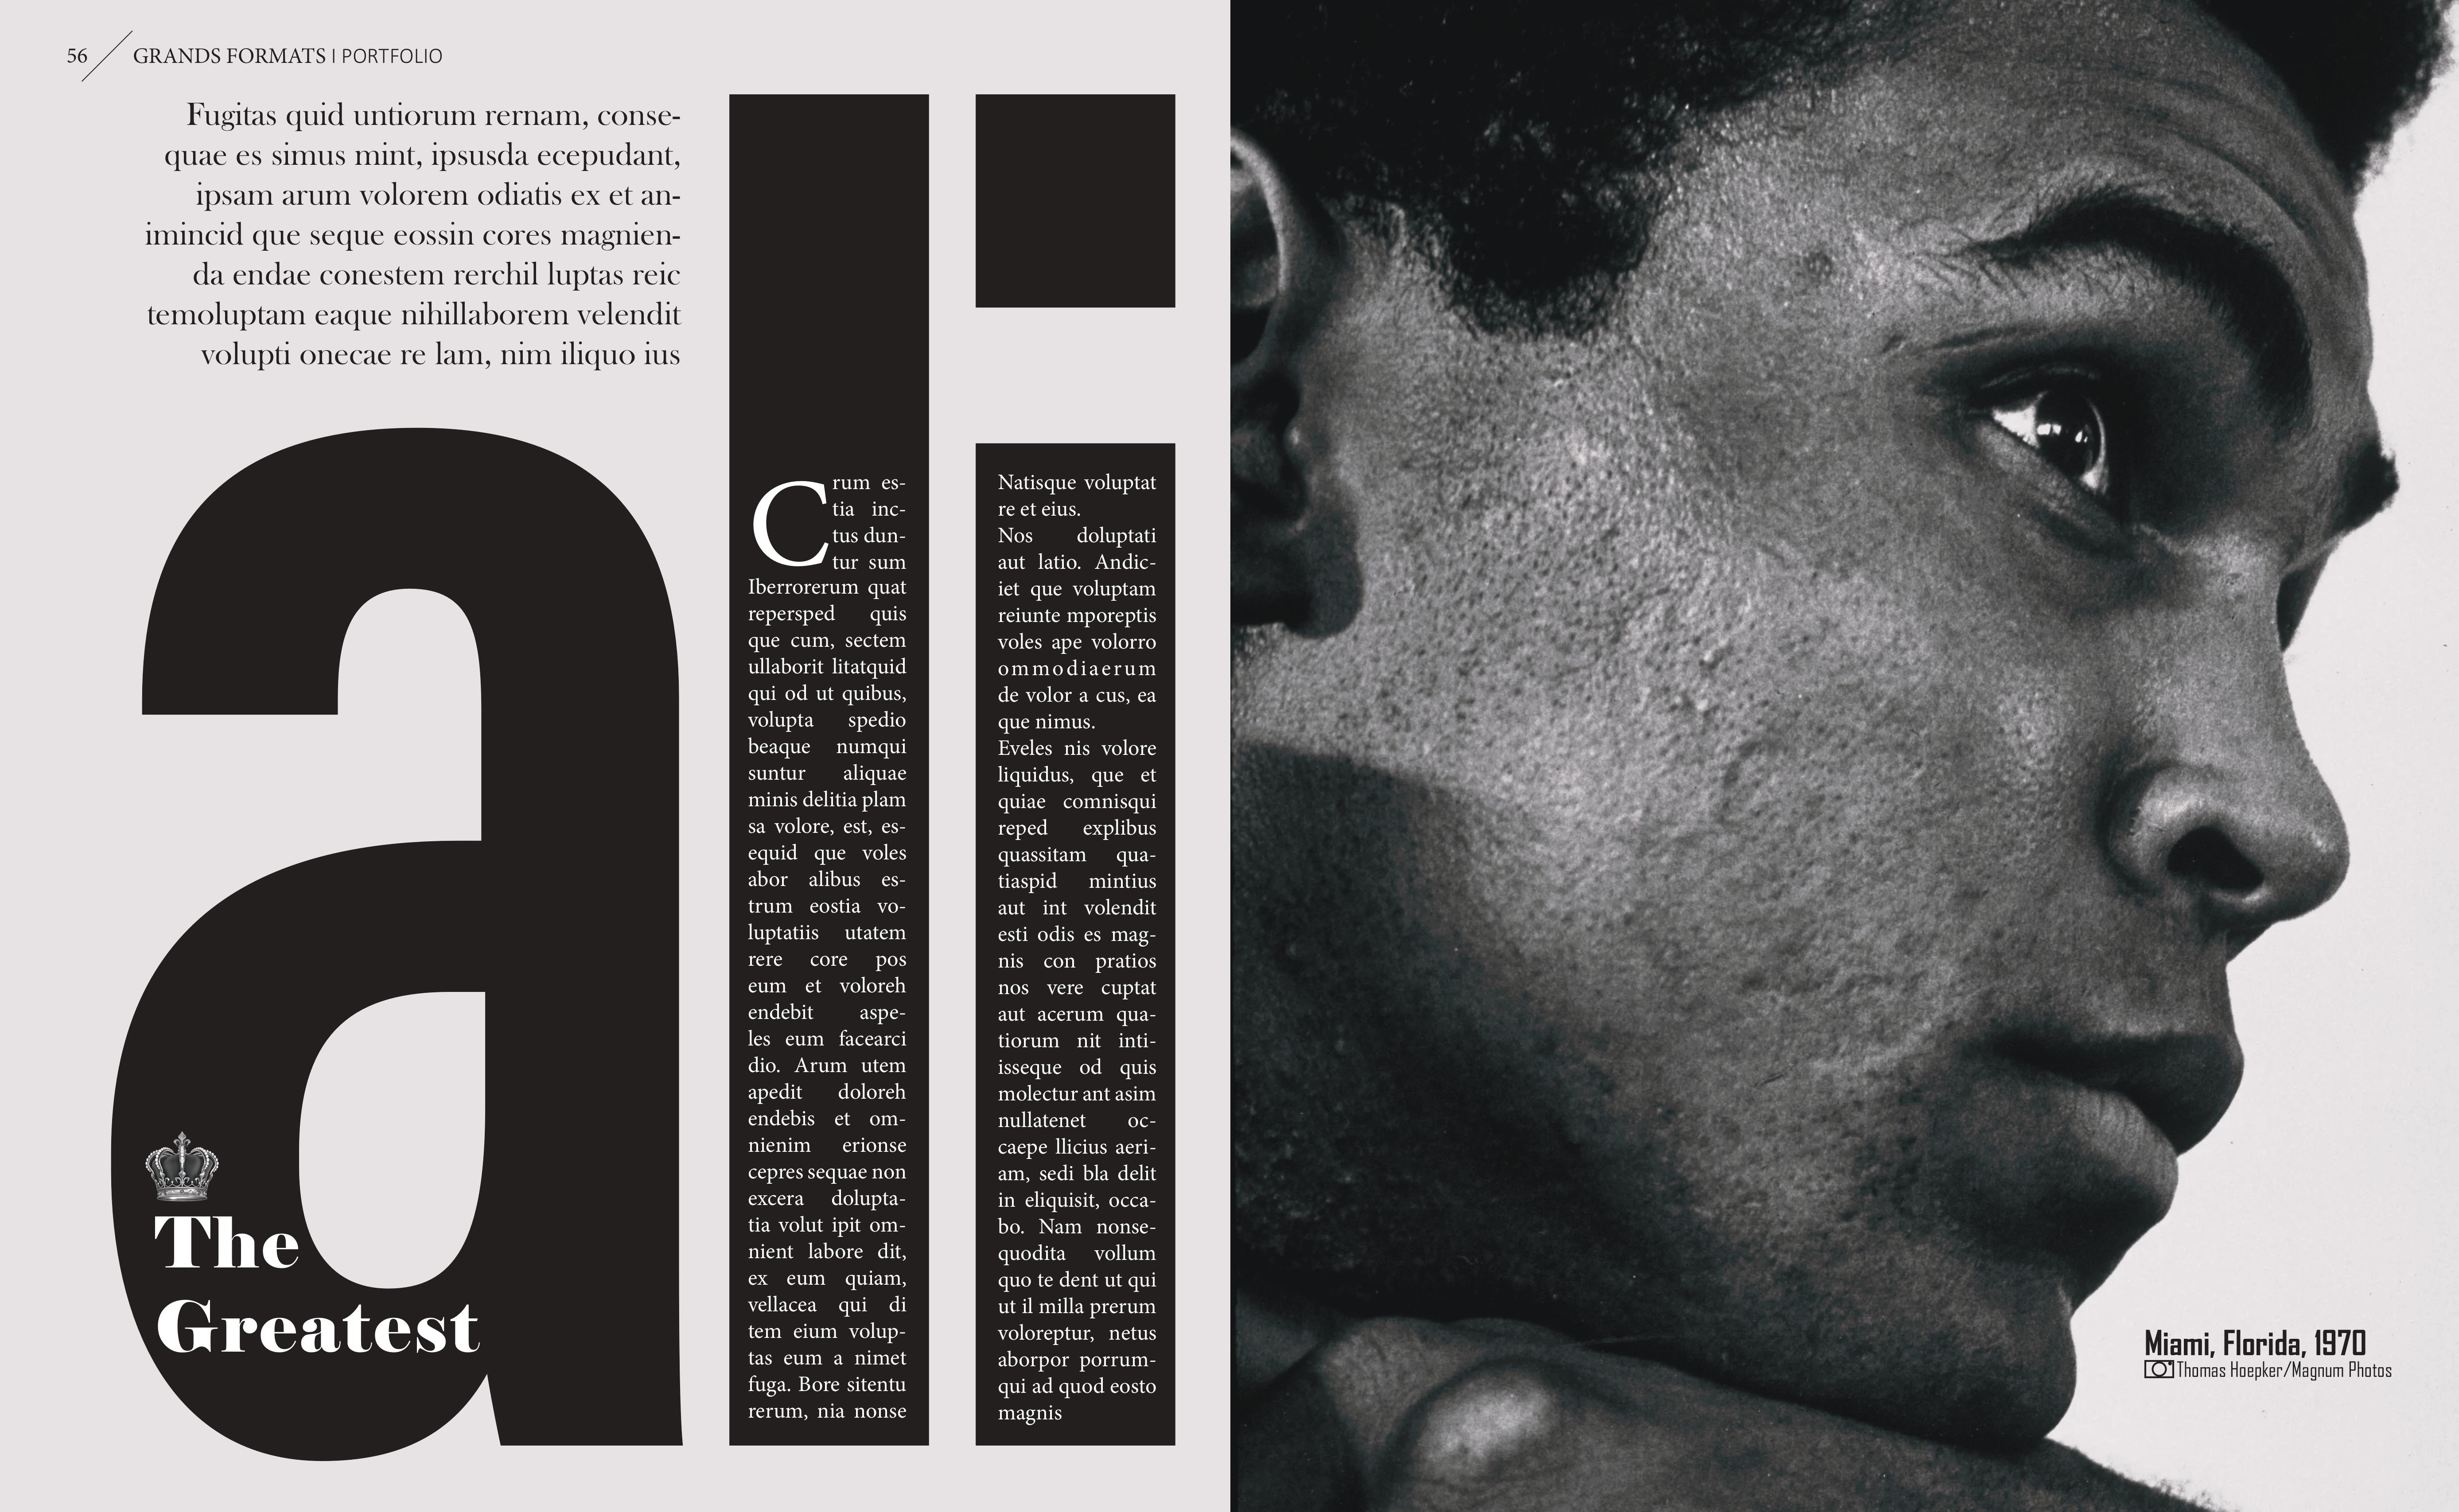 56 GRANDS FORMATS I PORTFOLIO
Fugitas quid untiorum rernam, conse-
quae es simus mint, ipsusda ecepudant,
ipsam arum volorem odiatis ex et an-
imincid que seque eossin cores magnien-
da endae conestem rerchil luptas reic
temoluptam eaque nihillaborem velendit
volupti onecae re lam, nim iliquo ius
ali
The
Greatest
Crum es-
tia inc-
tus dun-
tur sum
Iberrorerum quat
repersped quis
que cum, sectem
ullaborit litatquid
qui od ut quibus,
volupta spedio
beaque numqui
suntur aliquae
minis delitia plam
sa volore, est, es-
equid que voles
abor alibus es-
trum eostia vo-
luptatiis utatem
rere core pos
eum et voloreh
endebit aspe-
les eum facearci
dio. Arum utem
apedit doloreh
endebis et om-
nienim erionse
cepres sequae non
excera dolupta-
tia volut ipit om-
nient labore dit,
ex eum quiam,
vellacea qui di
tem eium volup-
tas eum a nimet
fuga. Bore sitentu
rerum, nia nonse
Natisque voluptat
re et eius.
Nos doluptati
aut latio. Andic-
iet que voluptam
reiunte mporeptis
voles ape volorro
ommodiaerum
de volor a cus, ea
que nimus.
Eveles nis volore
liquidus, que et
quiae comnisqui
reped explibus
quassitam qua-
tiaspid mintius
aut int volendit
esti odis es mag-
nis con pratios
nos vere cuptat
aut acerum qua-
tiorum nit inti-
isseque od quis
molectur ant asim
nullatenet oc-
caepe llicius aeri-
am, sedi bla delit
in eliquisit, occa-
bo. Nam nonse-
quodita vollum
quo te dent ut qui
ut il milla prerum
voloreptur, netus
aborpor porrum-
qui ad quod eosto
magnis
Miami, Florida, 1970
Thomas Hoepker/Magnum Photos